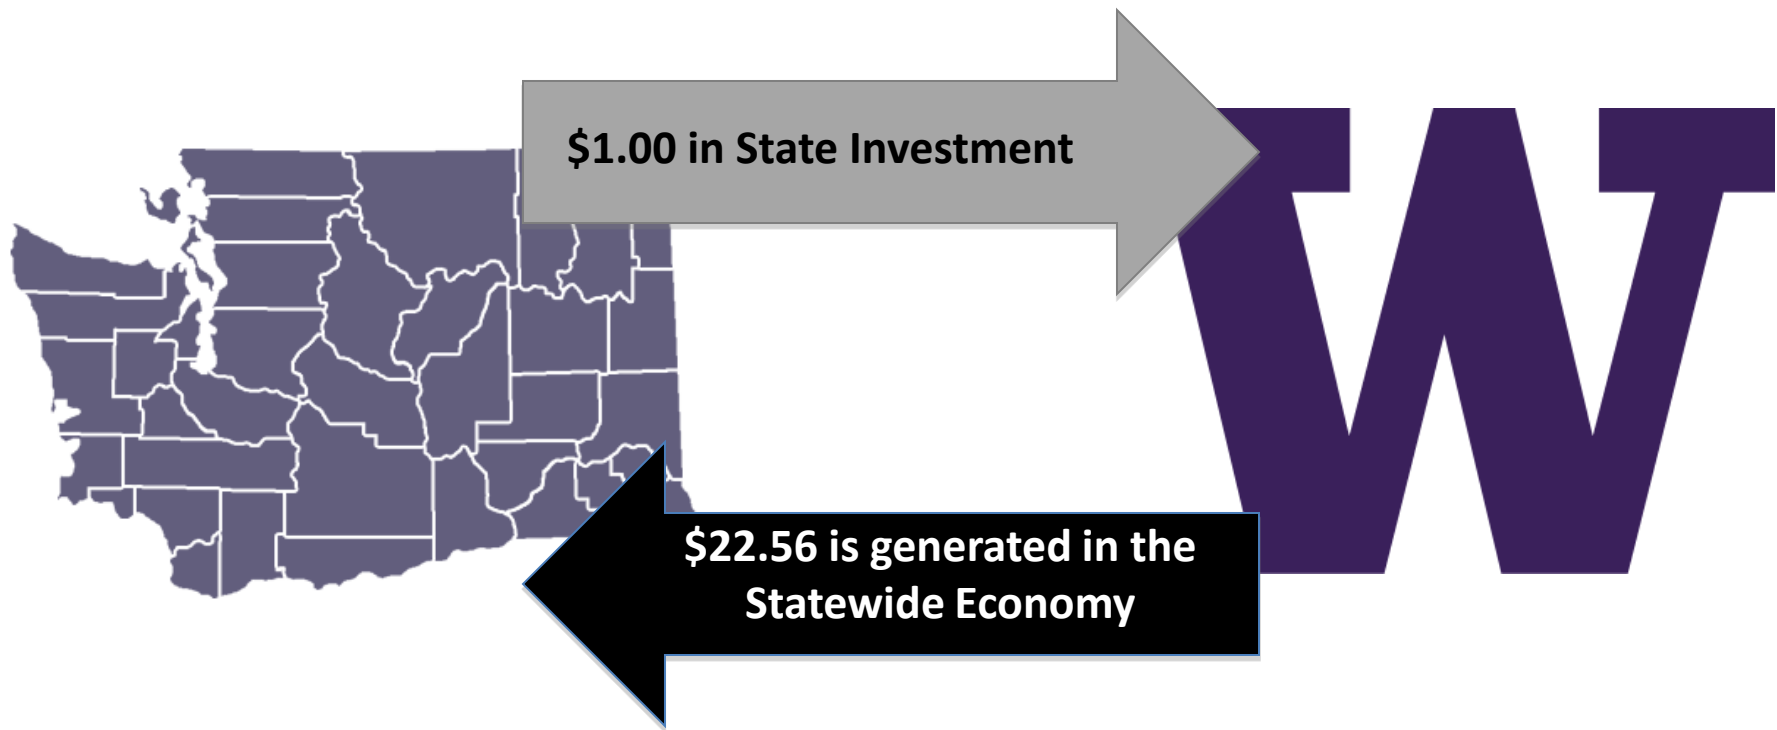 $1.00 in State Investment
W
$22.56 is generated in the
Statewide Economy